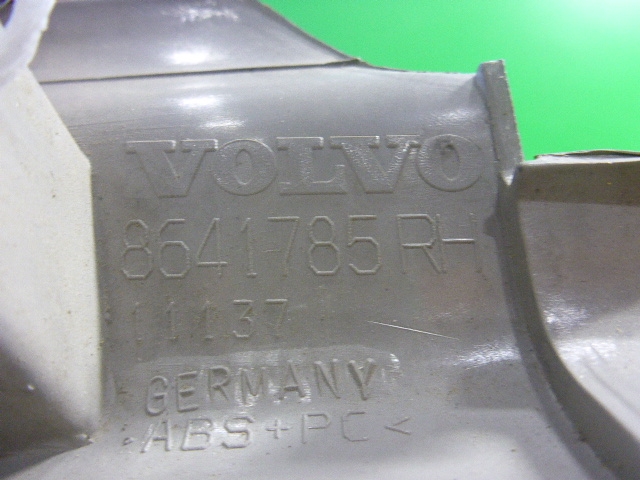 VOLVO
8641785 RH
11137
GERMANY
>ABS+PC<